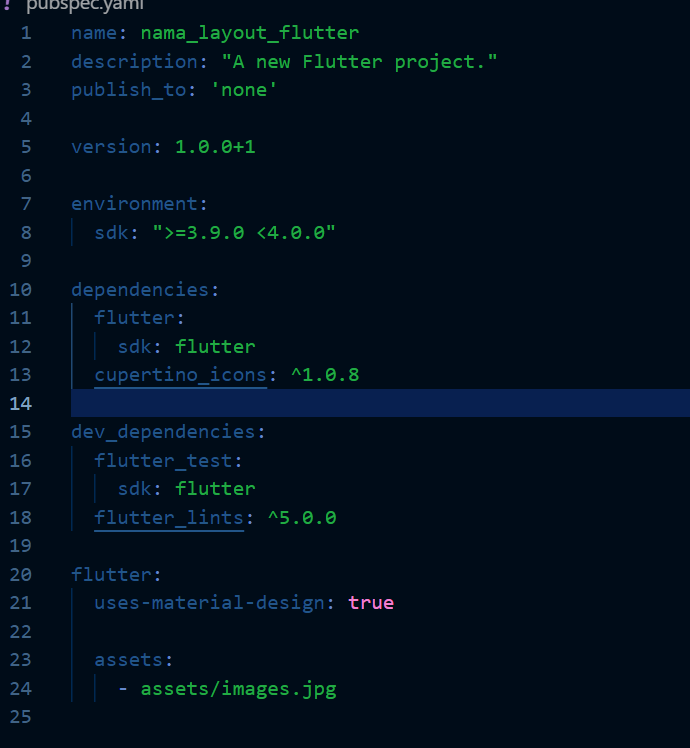 ! pubspec.yaml
1 name: nama_layout_flutter
2 description: "A new Flutter project."
3 publish_to: 'none'
4
5 version: 1.0.0+1
6
7 environment:
8 sdk: ">=3.9.0 <4.0.0"
9
10 dependencies:
11 flutter:
12 sdk: flutter
13 cupertino_icons: ^1.0.8
14
15 dev_dependencies:
16 flutter_test:
17 sdk: flutter
18 flutter_lints: ^5.0.0
19
20 flutter:
21 uses-material-design: true
22
23 assets:
24 - assets/images.jpg
25